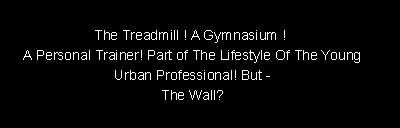 The Treadmill ! A Gymnasium !
A Personal Trainer! Part of The Lifestyle Of The Young
Urban Professional! But -
The Wall?